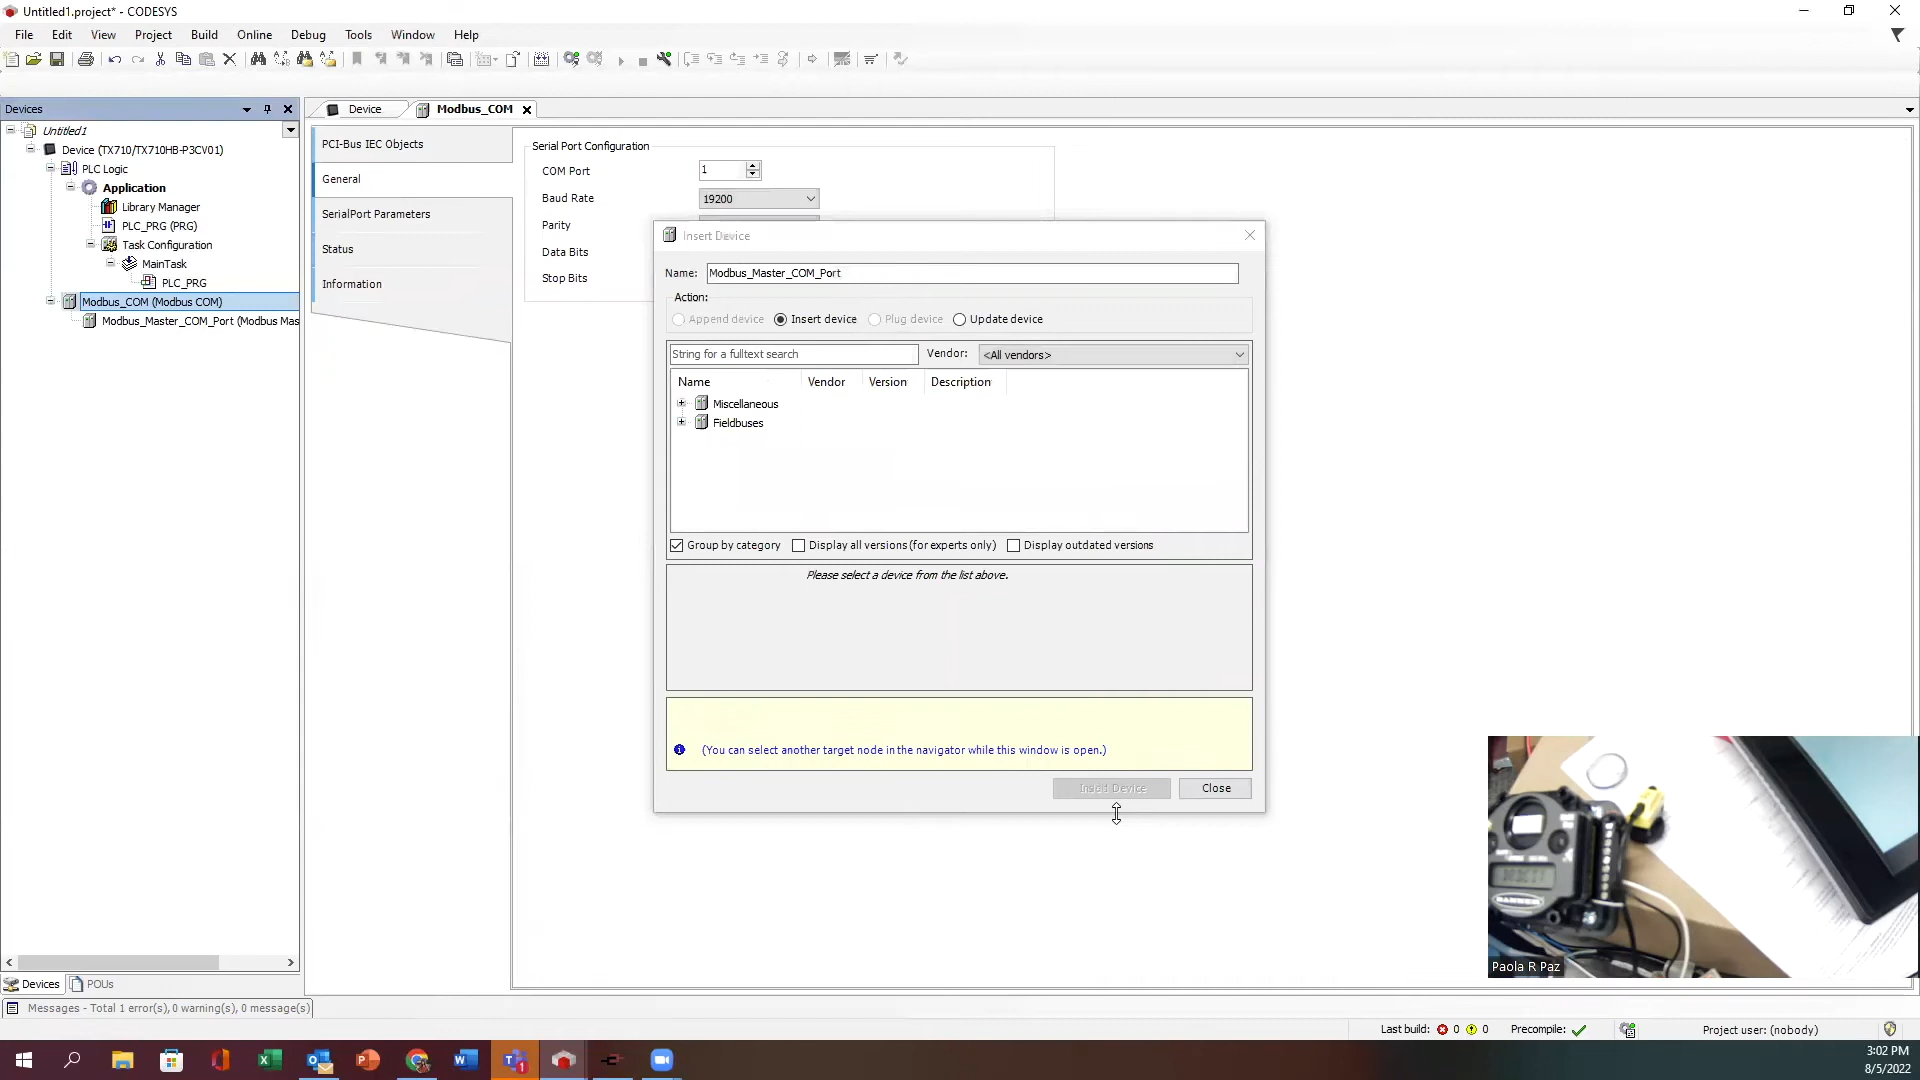 Untitled1.project* - CODESYS
File Edit View Project Build Online Debug Tools Window Help
Devices
Untitled1
Device (TX710/TX710HB-P3CV01)
PLC Logic
Application
Library Manager
PLC_PRG (PRG)
Task Configuration
MainTask
PLC_PRG
Modbus_COM (Modbus COM)
Modbus_Master_COM_Port (Modbus Mas
Devices
POUs
Messages - Total 1 error(s), 0 warning(s), 0 message(s)
Device
Modbus_COM
PCI-Bus IEC Objects
General
SerialPort Parameters
Status
Information
Serial Port Configuration
COM Port 1
Baud Rate 19200
Parity
Data Bits
Stop Bits
Insert Device
Name: Modbus_Master_COM_Port
Action:
Append device Insert device Plug device Update device
String for a fulltext search Vendor: <All vendors>
Name Vendor Version Description
Miscellaneous
Fieldbuses
Group by category Display all versions (for experts only) Display outdated versions
Please select a device from the list above.
(You can select another target node in the navigator while this window is open.)
Insert Device Close
BANNER
Paola R Paz
Last build: 0 0 Precompile: Project user: (nobody)
3:02 PM
8/5/2022